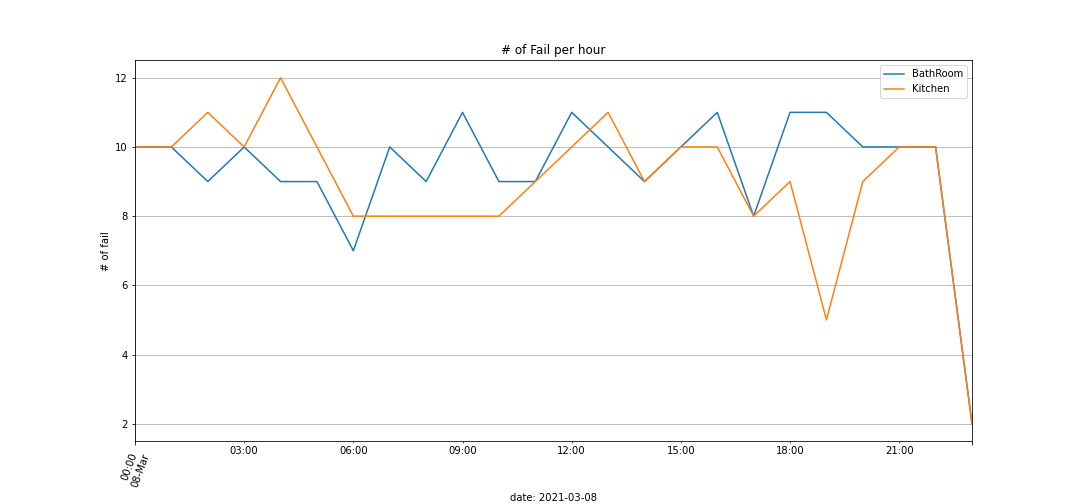 # of Fail per hour
BathRoom
Kitchen
12
10
8
6
4
2
# of fail
00:00
08-Mar
03:00
06:00
09:00
12:00
15:00
18:00
21:00
date: 2021-03-08